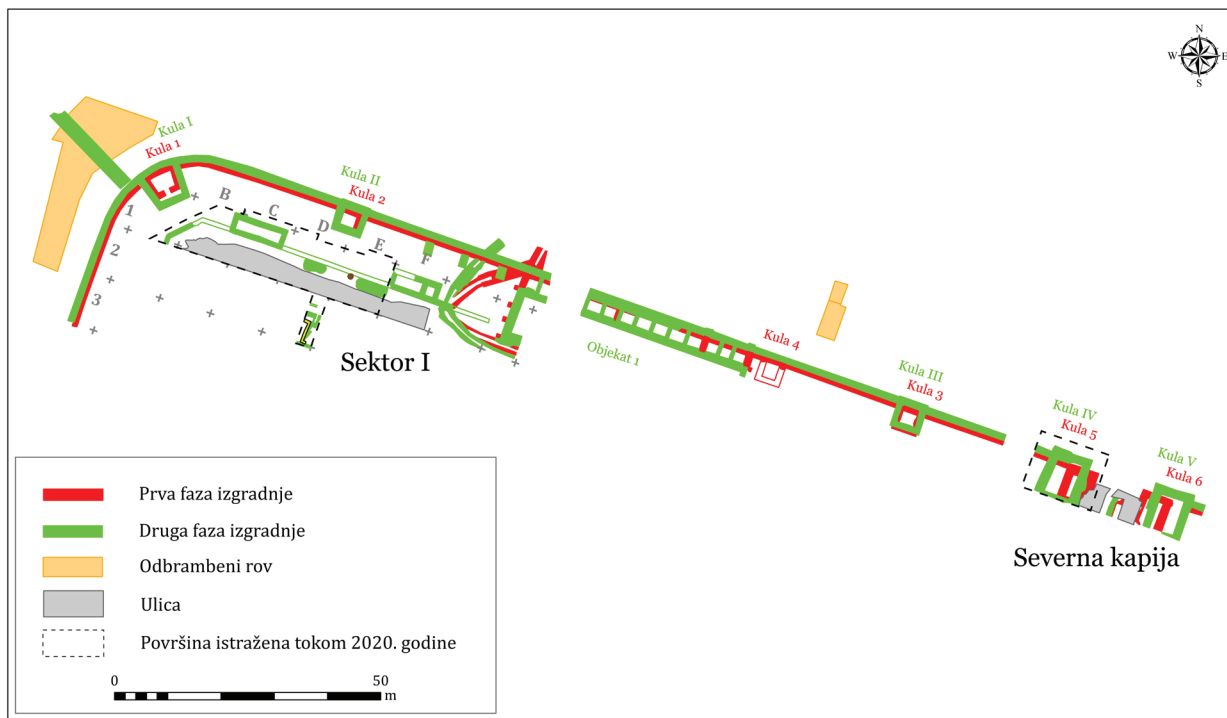 N
W E
S
Kula I
Kula 1
Kula II
Kula 2
B
C
D
E
F
1
2
3
Sektor I
Objekat 1
Kula 4
Kula III
Kula 3
Kula IV
Kula 5
Kula V
Kula 6
Severna kapija
Prva faza izgradnje
Druga faza izgradnje
Odbrambeni rov
Ulica
Površina istražena tokom 2020. godine
0 50
m